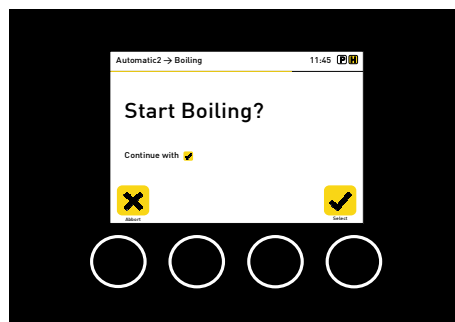 Automatic2 → Boiling 11:45 P H
Start Boiling?
Continue with
Abbort Select